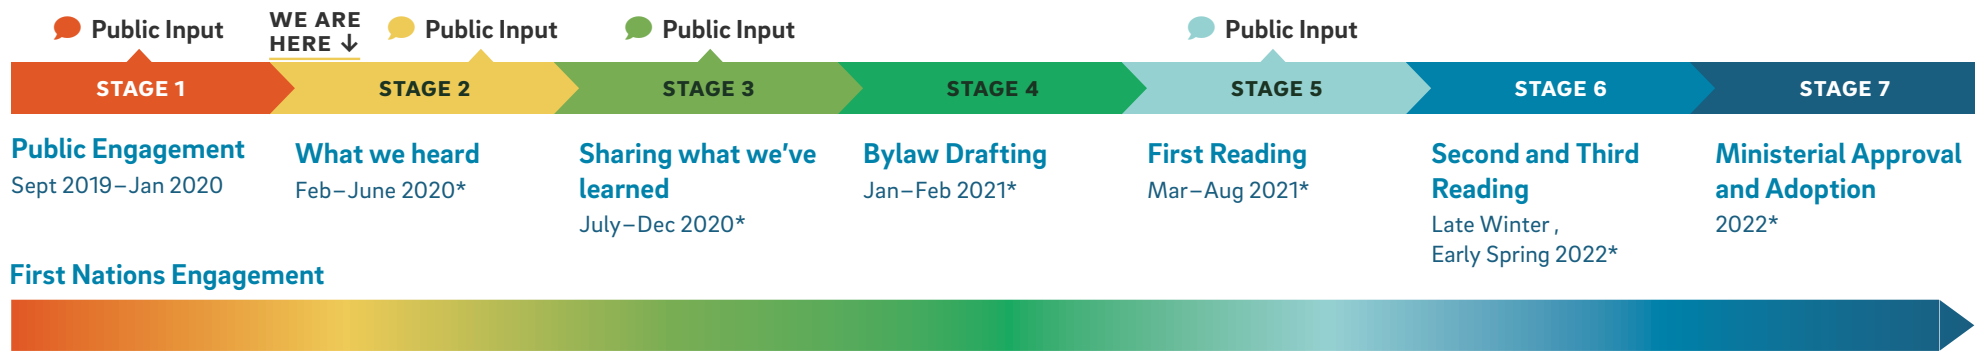 Public Input
WE ARE
HERE ↓
Public Input
Public Input
Public Input
STAGE 1
STAGE 2
STAGE 3
STAGE 4
STAGE 5
STAGE 6
STAGE 7
Public Engagement
Sept 2019–Jan 2020
What we heard
Feb–June 2020*
Sharing what we’ve
learned
July–Dec 2020*
Bylaw Drafting
Jan–Feb 2021*
First Reading
Mar–Aug 2021*
Second and Third
Reading
Late Winter ,
Early Spring 2022*
Ministerial Approval
and Adoption
2022*
First Nations Engagement